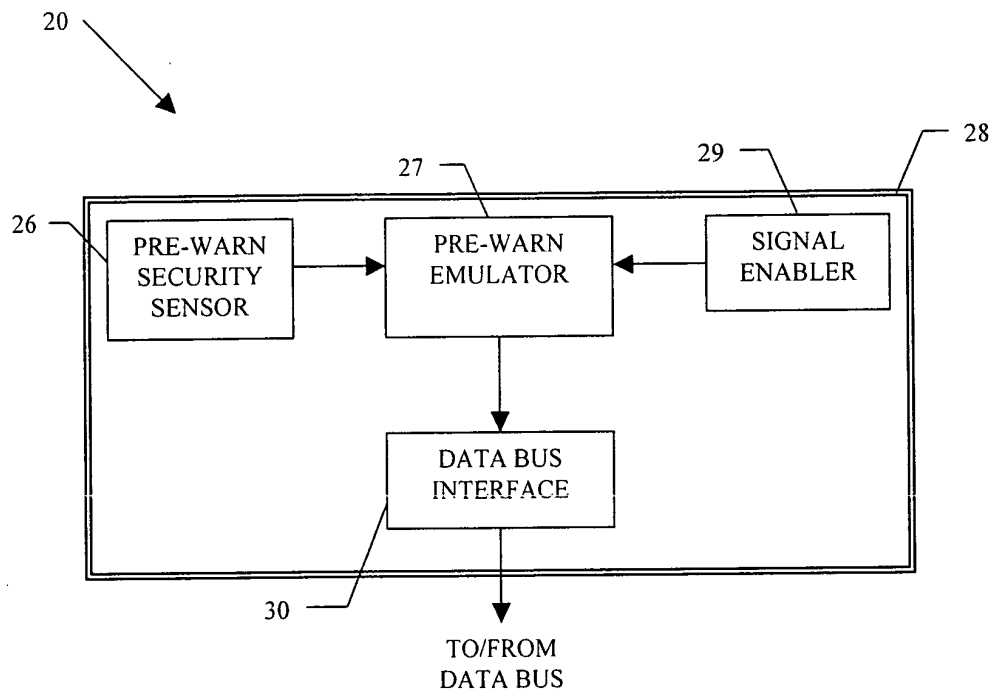 20
28
29
27
26
PRE-WARN
SECURITY
SENSOR
PRE-WARN
EMULATOR
SIGNAL
ENABLER
DATA BUS
INTERFACE
30
TO/FROM
DATA BUS